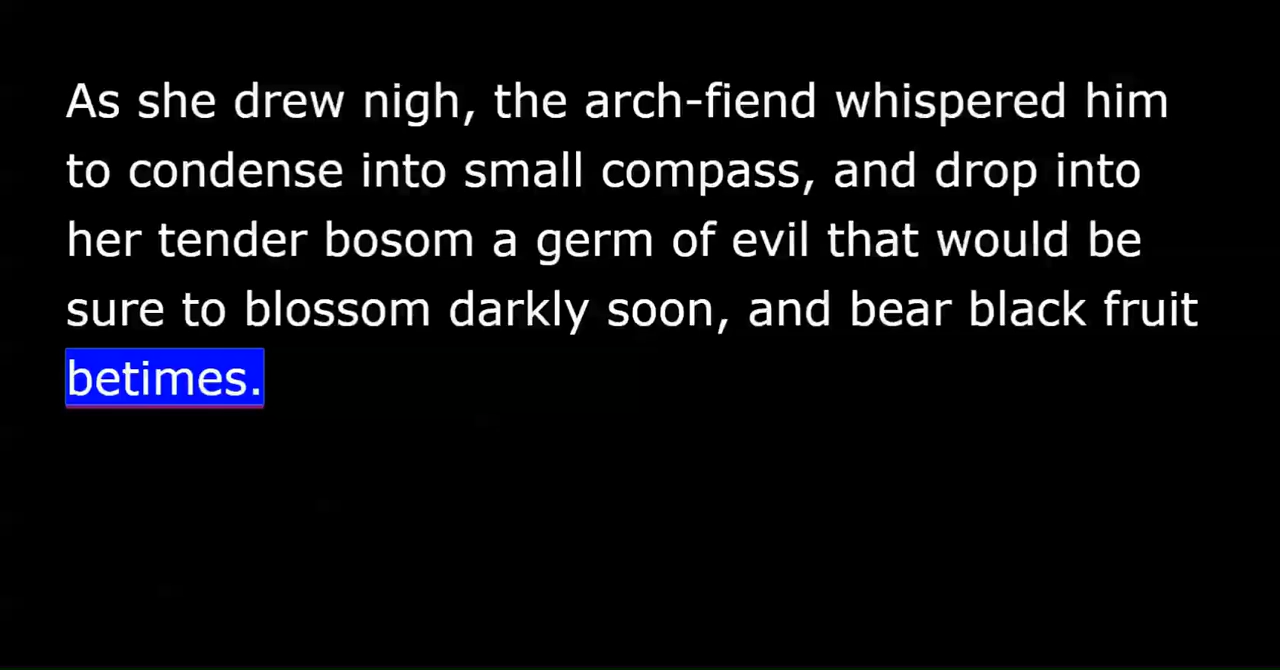 As she drew nigh, the arch-fiend whispered him
to condense into small compass, and drop into
her tender bosom a germ of evil that would be
sure to blossom darkly soon, and bear black fruit
betimes.